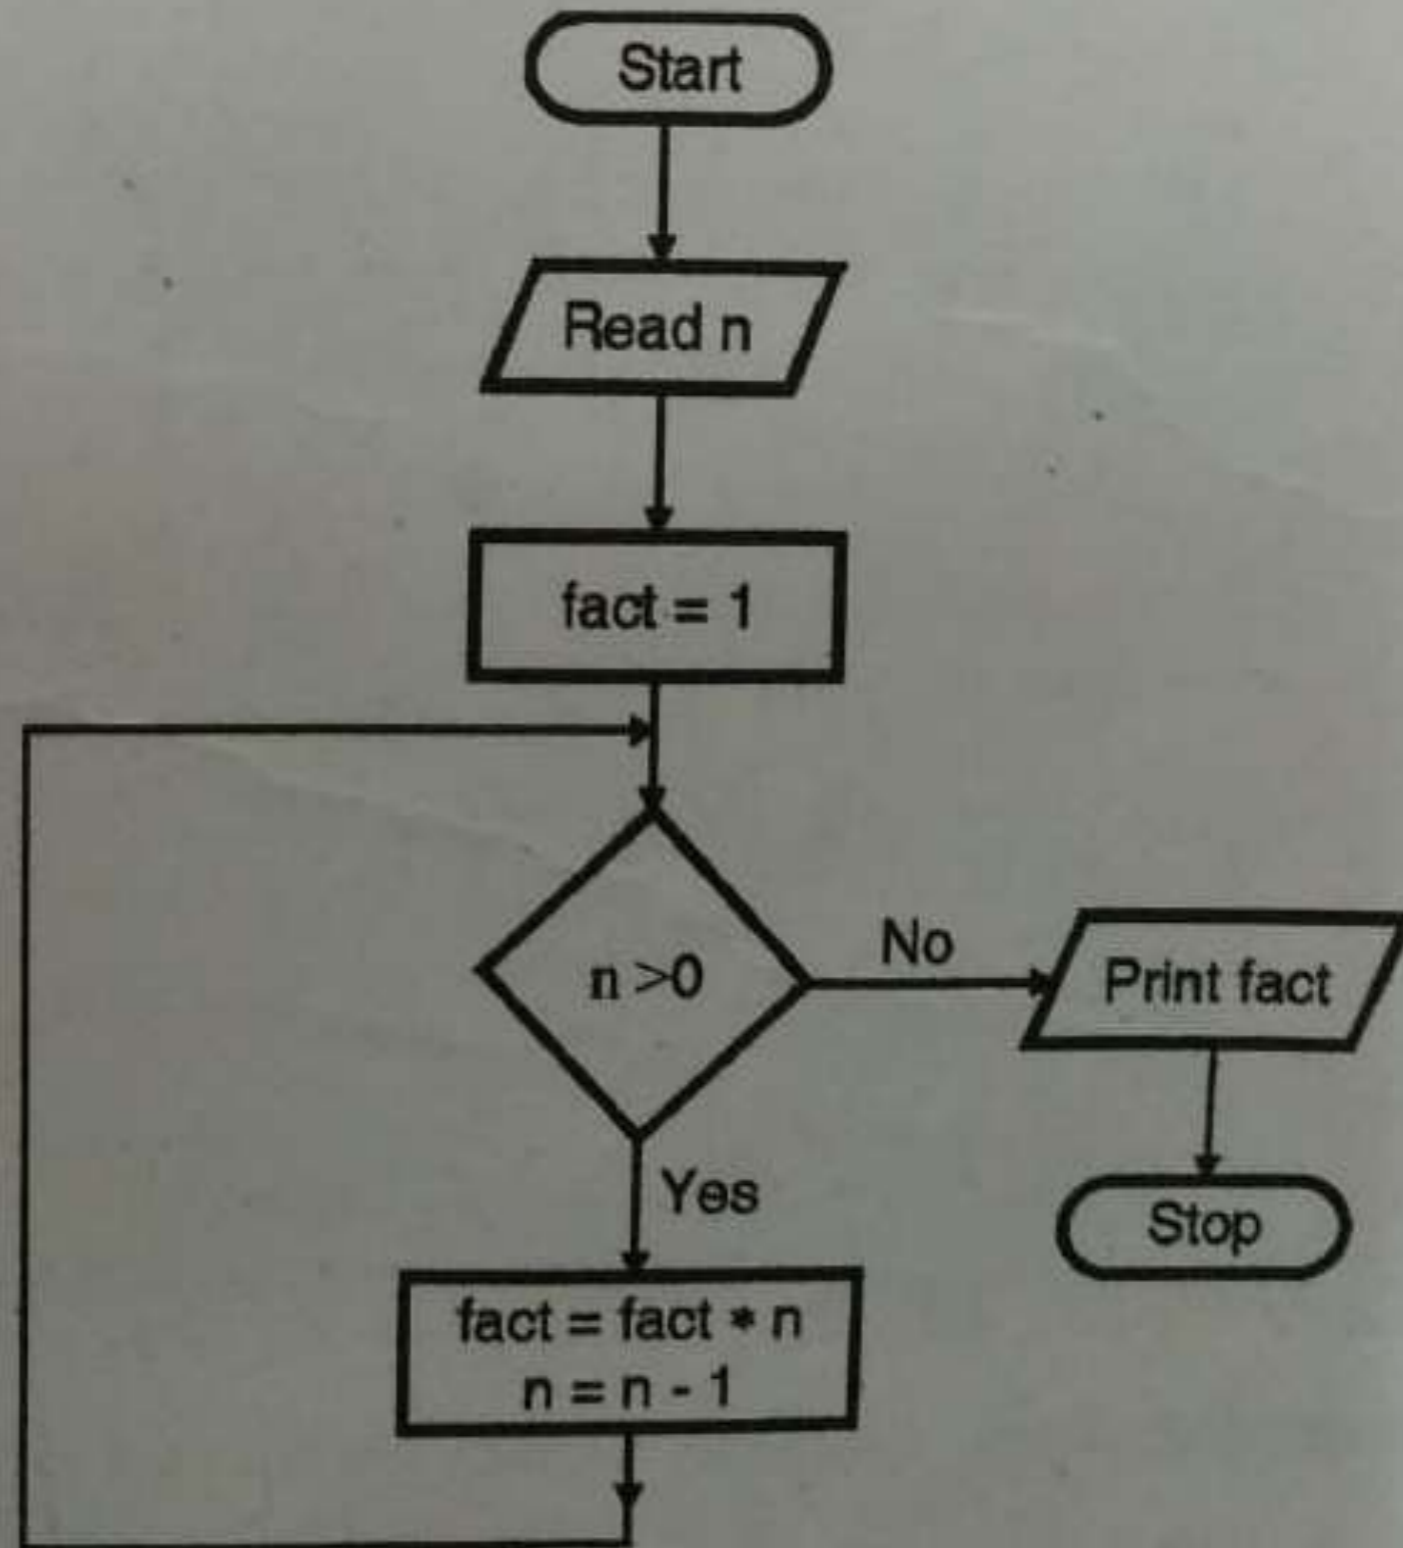 Start
Read n
fact = 1
n >0
No
Print fact
Stop
Yes
fact = fact * n
n = n - 1